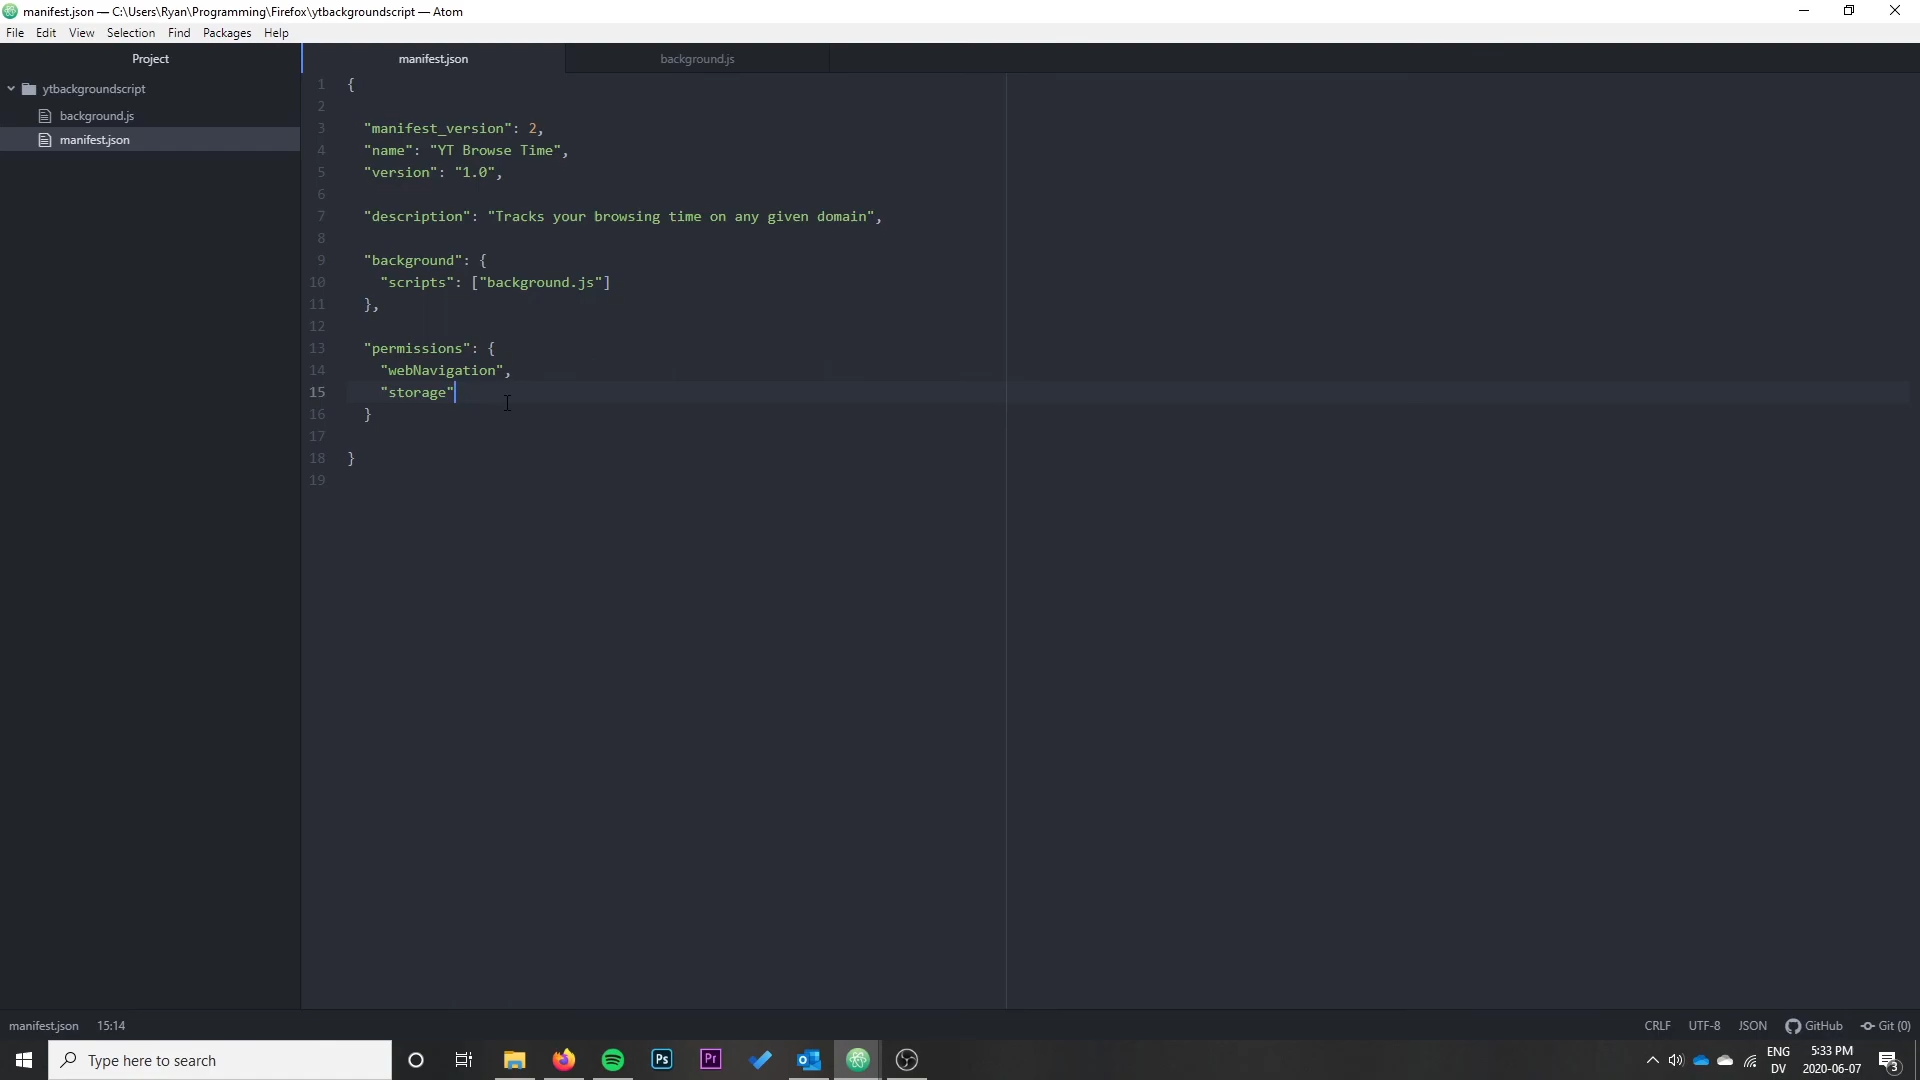 manifest.json — C:\Users\Ryan\Programming\Firefox\ytbackgroundscript — Atom
File Edit View Selection Find Packages Help
Project
manifest.json
background.js
ytbackgroundscript
background.js
manifest.json
1 {
2
3 "manifest_version": 2,
4 "name": "YT Browse Time",
5 "version": "1.0",
6
7 "description": "Tracks your browsing time on any given domain",
8
9 "background": {
10 "scripts": ["background.js"]
11 },
12
13 "permissions": {
14 "webNavigation",
15 "storage"
16 }
17
18 }
19
manifest.json 15:14
CRLF UTF-8 JSON GitHub Git (0)
Type here to search
Ps
Pr
ENG
DV
5:33 PM
2020-06-07
3